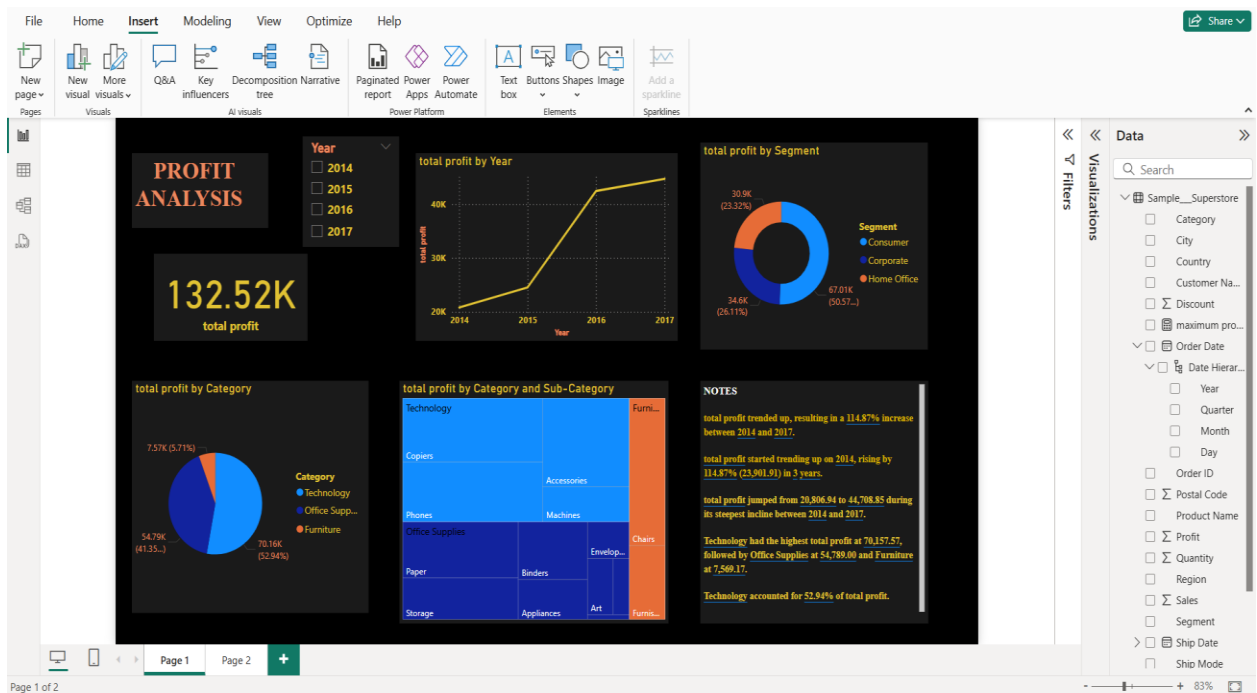 File Home Insert Modeling View Optimize Help
Share
New page
New visual
More visuals
Q&A
Key influencers
Decomposition tree
Narrative
Paginated report
Power Apps
Power Automate
Text box
Buttons
Shapes
Image
Add a sparkline
Pages
Visuals
AI visuals
Power Platform
Elements
Sparklines
PROFIT
ANALYSIS
Year
2014
2015
2016
2017
132.52K
total profit
total profit by Year
total profit
40K
30K
20K
2014 2015 2016 2017
Year
total profit by Segment
30.9K
(23.32%)
34.6K
(26.11%)
67.01K
(50.57...)
Segment
Consumer
Corporate
Home Office
total profit by Category
7.57K (5.71%)
54.79K
(41.35...)
70.16K
(52.94%)
Category
Technology
Office Supp...
Furniture
total profit by Category and Sub-Category
Technology
Copiers
Phones
Accessories
Machines
Office Supplies
Paper
Storage
Binders
Appliances
Envelop...
Art
Furni...
Chairs
Furnis...
NOTES
total profit trended up, resulting in a 114.87% increase
between 2014 and 2017.
total profit started trending up on 2014, rising by
114.87% (23,901.91) in 3 years.
total profit jumped from 20,806.94 to 44,708.85 during
its steepest incline between 2014 and 2017.
Technology had the highest total profit at 70,157.57,
followed by Office Supplies at 54,789.00 and Furniture
at 7,569.17.
Technology accounted for 52.94% of total profit.
Filters
Visualizations
Data
Search
Sample__Superstore
Category
City
Country
Customer Na...
Discount
maximum pro...
Order Date
Date Hierar...
Year
Quarter
Month
Day
Order ID
Postal Code
Product Name
Profit
Quantity
Region
Sales
Segment
Ship Date
Ship Mode
Page 1
Page 2
Page 1 of 2
83%